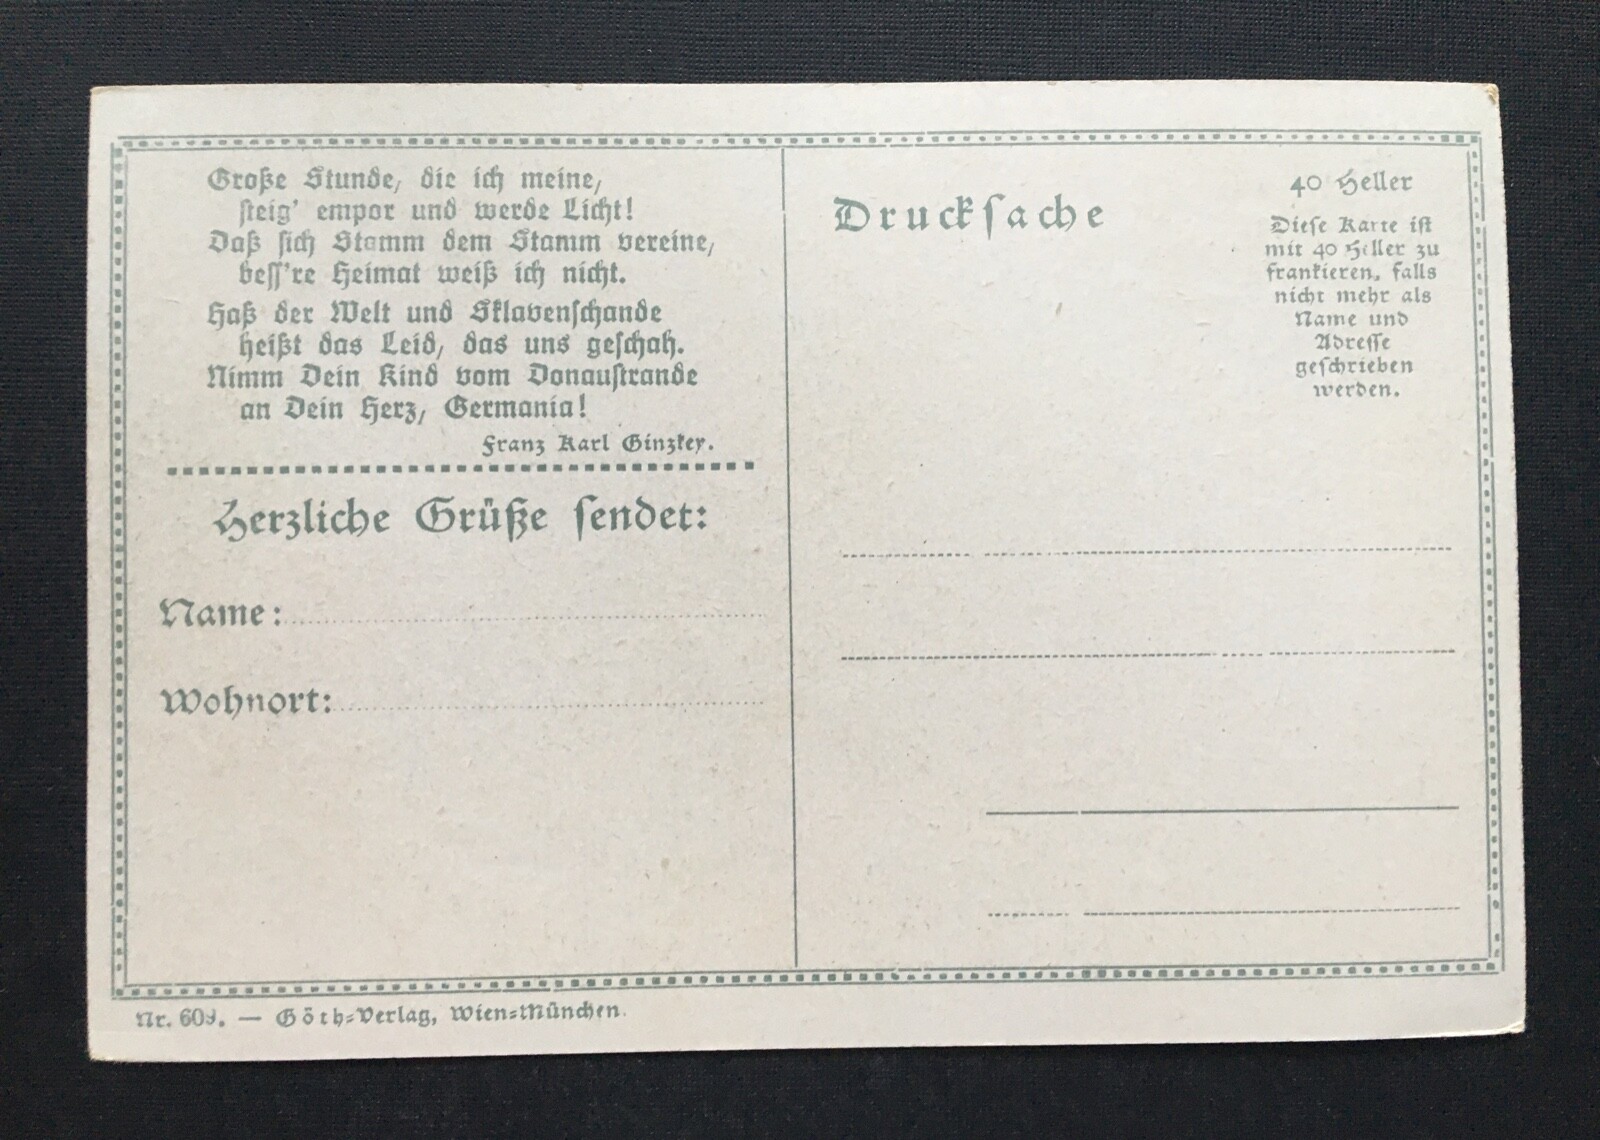 Große Stunde, die ich meine,
steig' empor und werde Licht!
Daß sich Stamm dem Stamm vereine,
bess're Heimat weiß ich nicht.
Haß der Welt und Sklavenschande
heißt das Leid, das uns geschah.
Nimm Dein Kind vom Donaustrande
an Dein Herz, Germania!
Franz Karl Ginzkey.
Herzliche Grüße sendet:
Name:
Wohnort:
Drucksache
40 Heller
Diese Karte ist
mit 40 Heller zu
frankieren, falls
nicht mehr als
Name und
Adresse
geschrieben
werden.
Nr. 609. — Göth-Verlag, Wien-München.